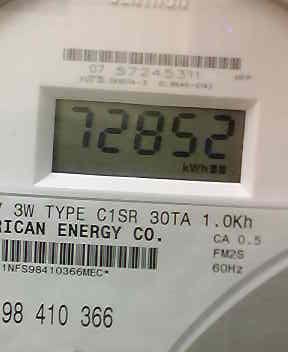 07 57245311
72852
kWh
V 3W TYPE C1SR 30TA 1.0Kh
RICAN ENERGY CO. CA 0.5
FM2S
1NFS98410366MEC* 60Hz
98 410 366